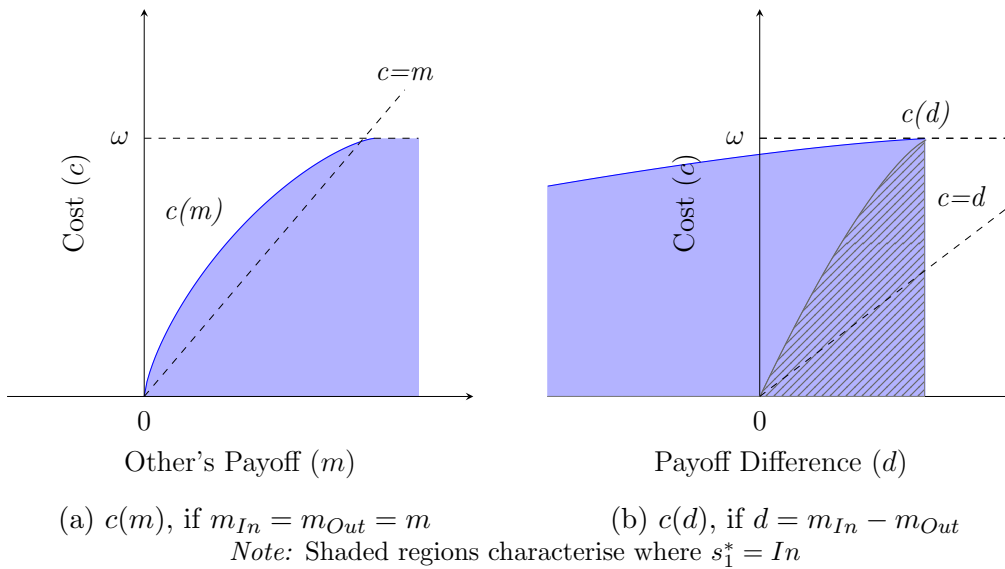 c=m
ω
Cost (c)
c(m)
0
Other's Payoff (m)
(a) c(m), if m_In = m_Out = m
c(d)
ω
Cost (c)
c=d
0
Payoff Difference (d)
(b) c(d), if d = m_In − m_Out
Note: Shaded regions characterise where s_1^* = In